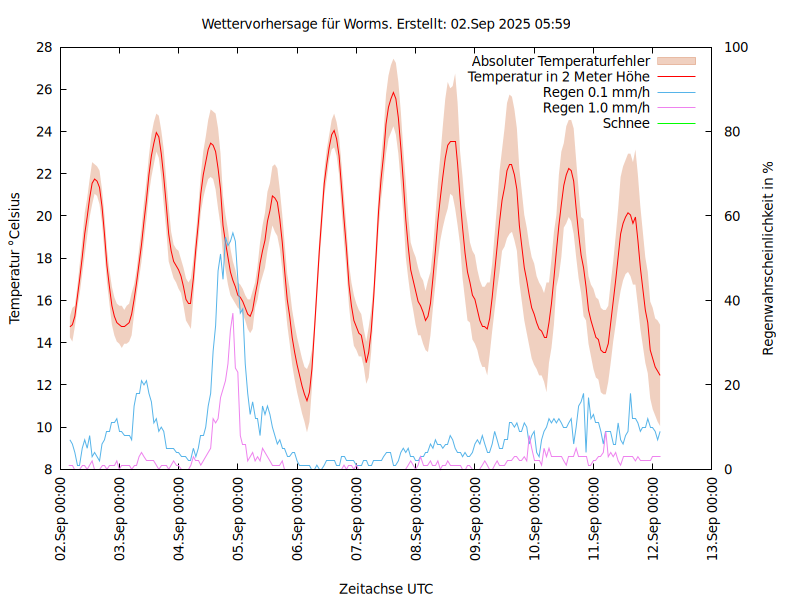 Wettervorhersage für Worms. Erstellt: 02.Sep 2025 05:59
Absoluter Temperaturfehler
Temperatur in 2 Meter Höhe
Regen 0.1 mm/h
Regen 1.0 mm/h
Schnee
Temperatur °Celsius
28
26
24
22
20
18
16
14
12
10
8
100
80
60
40
20
0
Regenwahrscheinlichkeit in %
02.Sep 00:00
03.Sep 00:00
04.Sep 00:00
05.Sep 00:00
06.Sep 00:00
07.Sep 00:00
08.Sep 00:00
09.Sep 00:00
10.Sep 00:00
11.Sep 00:00
12.Sep 00:00
13.Sep 00:00
Zeitachse UTC